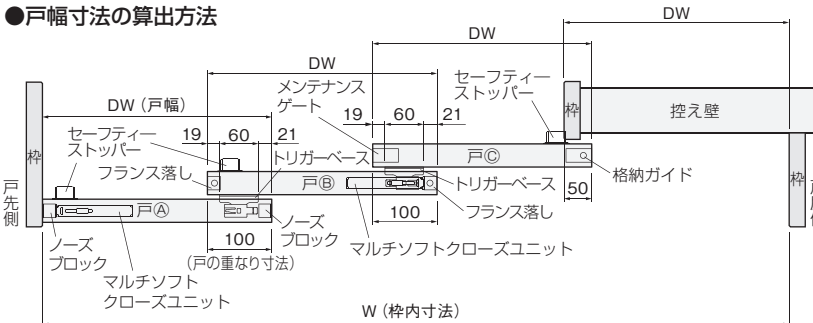 ●戸幅寸法の算出方法
DW
DW
DW
DW（戸幅）
メンテナンス
ゲート
セーフティー
ストッパー
枠
控え壁
19 60 21
19 60 21
セーフティー
ストッパー
フランス落し
トリガーベース
戸Ⓒ
枠
戸先側
戸Ⓑ
トリガーベース
50
格納ガイド
枠
戸Ⓐ
100
フランス落し
ノーズ
ブロック
100
（戸の重なり寸法）
ノーズ
ブロック
マルチソフトクローズユニット
マルチソフト
クローズユニット
W（枠内寸法）